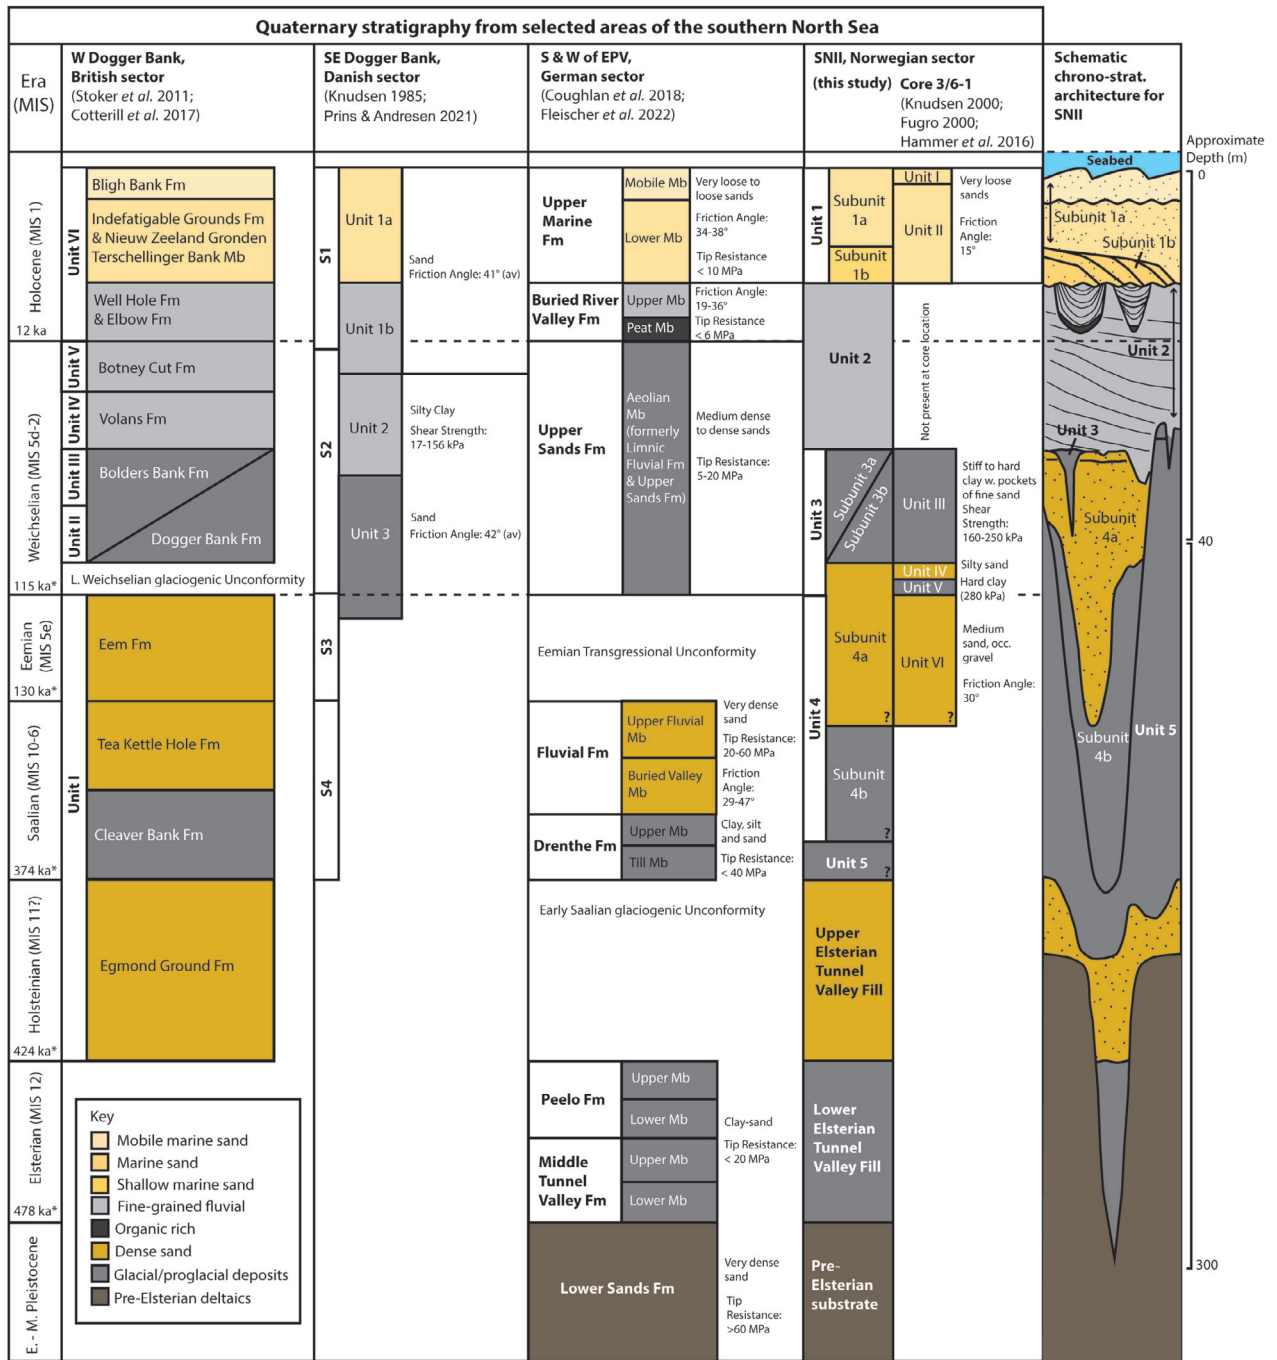 Quaternary stratigraphy from selected areas of the southern North Sea
Era
(MIS)
W Dogger Bank,
British sector
(Stoker et al. 2011;
Cotterill et al. 2017)
SE Dogger Bank,
Danish sector
(Knudsen 1985;
Prins & Andresen 2021)
S & W of EPV,
German sector
(Coughlan et al. 2018;
Fleischer et al. 2022)
SNII, Norwegian sector
(this study)
Core 3/6-1
(Knudsen 2000;
Fugro 2000;
Hammer et al. 2016)
Schematic
chrono-strat.
architecture for
SNII
Approximate
Depth (m)
Holocene (MIS 1)
12 ka
Weichselian (MIS 5d-2)
115 ka*
Eemian
(MIS 5e)
130 ka*
Saalian (MIS 10-6)
374 ka*
Holsteinian (MIS 11?)
424 ka*
Elsterian (MIS 12)
478 ka*
E. - M. Pleistocene
Unit VI
Unit V
Unit IV
Unit III
Unit II
Unit I
Bligh Bank Fm
Indefatigable Grounds Fm
& Nieuw Zeeland Gronden
Terschellinger Bank Mb
Well Hole Fm
& Elbow Fm
Botney Cut Fm
Volans Fm
Bolders Bank Fm
Dogger Bank Fm
L. Weichselian glaciogenic Unconformity
Eem Fm
Tea Kettle Hole Fm
Cleaver Bank Fm
Egmond Ground Fm
Key
Mobile marine sand
Marine sand
Shallow marine sand
Fine-grained fluvial
Organic rich
Dense sand
Glacial/proglacial deposits
Pre-Elsterian deltaics
S1
S2
S3
S4
Unit 1a
Unit 1b
Unit 2
Unit 3
Sand
Friction Angle: 41° (av)
Silty Clay
Shear Strength:
17-156 kPa
Sand
Friction Angle: 42° (av)
Upper
Marine
Fm
Mobile Mb
Lower Mb
Very loose to
loose sands
Friction Angle:
34-38°
Tip Resistance
< 10 MPa
Buried River
Valley Fm
Upper Mb
Peat Mb
Friction Angle:
19-36°
Tip Resistance
< 6 MPa
Upper
Sands Fm
Aeolian
Mb
(formerly
Limnic
Fluvial Fm
& Upper
Sands Fm)
Medium dense
to dense sands
Tip Resistance:
5-20 MPa
Eemian Transgressional Unconformity
Fluvial Fm
Upper Fluvial
Mb
Buried Valley
Mb
Very dense
sand
Tip Resistance:
20-60 MPa
Friction
Angle:
29-47°
Drenthe Fm
Upper Mb
Till Mb
Clay, silt
and sand
Tip Resistance:
< 40 MPa
Early Saalian glaciogenic Unconformity
Peelo Fm
Upper Mb
Lower Mb
Middle
Tunnel
Valley Fm
Upper Mb
Lower Mb
Clay-sand
Tip Resistance:
< 20 MPa
Lower Sands Fm
Very dense
sand
Tip
Resistance:
>60 MPa
Unit 1
Subunit
1a
Subunit
1b
Unit 2
Unit 3
Subunit 3a
Subunit 3b
Unit 4
Subunit
4a
?
Subunit
4b
?
Unit 5
?
Upper
Elsterian
Tunnel
Valley Fill
Lower
Elsterian
Tunnel
Valley Fill
Pre-
Elsterian
substrate
Unit I
Unit II
Very loose
sands
Friction
Angle:
15°
Not present at core location
Unit III
Stiff to hard
clay w. pockets
of fine sand
Shear
Strength:
160-250 kPa
Unit IV
Silty sand
Unit V
Hard clay
(280 kPa)
Unit VI
?
Medium
sand, occ.
gravel
Friction Angle:
30°
Seabed
Subunit 1a
Subunit 1b
Unit 2
Unit 3
Subunit
4a
Subunit
4b
Unit 5
0
40
300